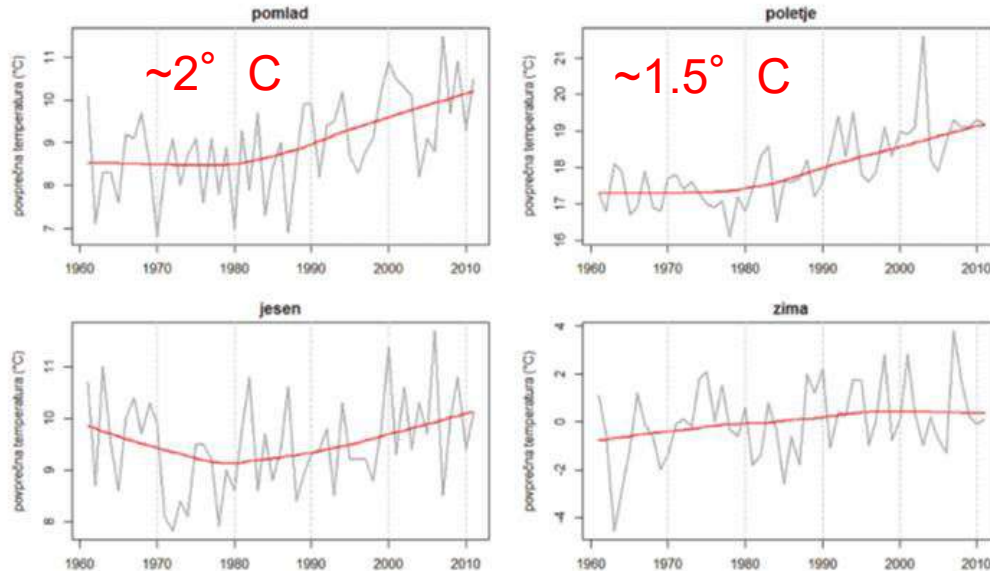 pomlad
povprečna temperatura (°C)
11
10
9
8
7
~2° C
1960 1970 1980 1990 2000 2010
poletje
povprečna temperatura (°C)
21
20
19
18
17
16
~1.5° C
1960 1970 1980 1990 2000 2010
jesen
povprečna temperatura (°C)
11
10
9
8
1960 1970 1980 1990 2000 2010
zima
povprečna temperatura (°C)
4
2
0
-2
-4
1960 1970 1980 1990 2000 2010